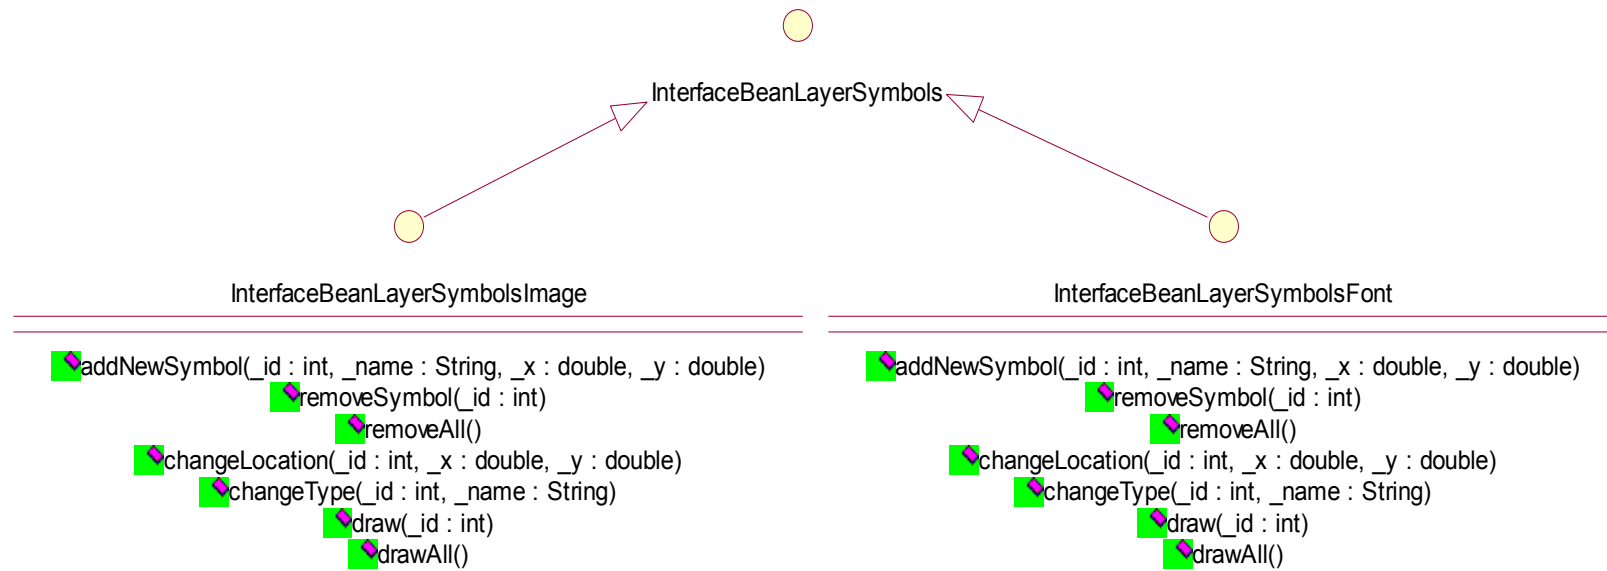 InterfaceBeanLayerSymbols
InterfaceBeanLayerSymbolsImage
addNewSymbol(_id : int, _name : String, _x : double, _y : double)
removeSymbol(_id : int)
removeAll()
changeLocation(_id : int, _x : double, _y : double)
changeType(_id : int, _name : String)
draw(_id : int)
drawAll()
InterfaceBeanLayerSymbolsFont
addNewSymbol(_id : int, _name : String, _x : double, _y : double)
removeSymbol(_id : int)
removeAll()
changeLocation(_id : int, _x : double, _y : double)
changeType(_id : int, _name : String)
draw(_id : int)
drawAll()